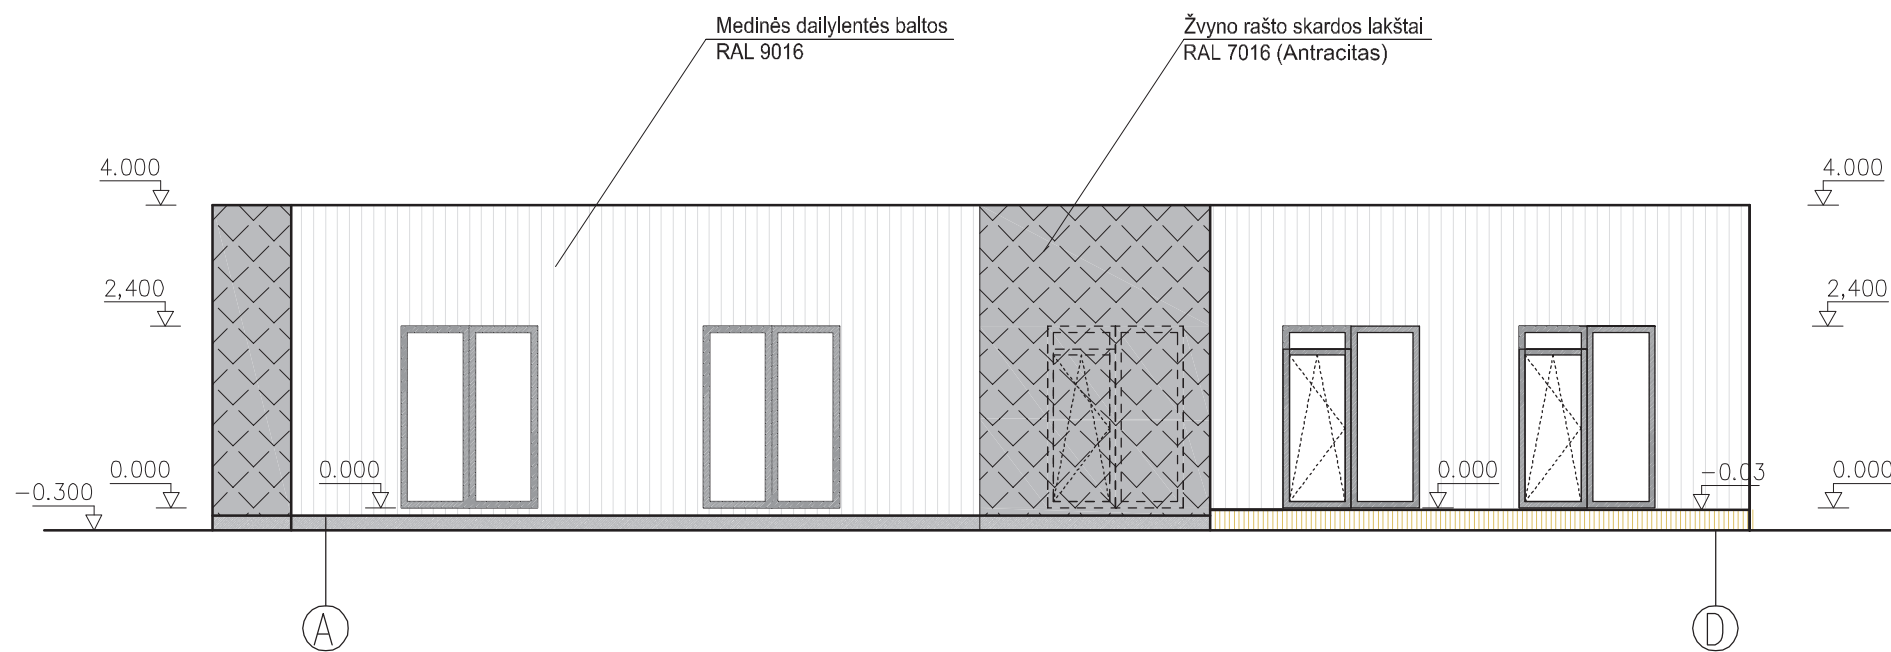 Medinės dailylentės baltos
RAL 9016
Žvyno rašto skardos lakštai
RAL 7016 (Antracitas)
4.000
4.000
2,400
2,400
0.000
0.000
0.000
-0.03
0.000
-0.300
A
D